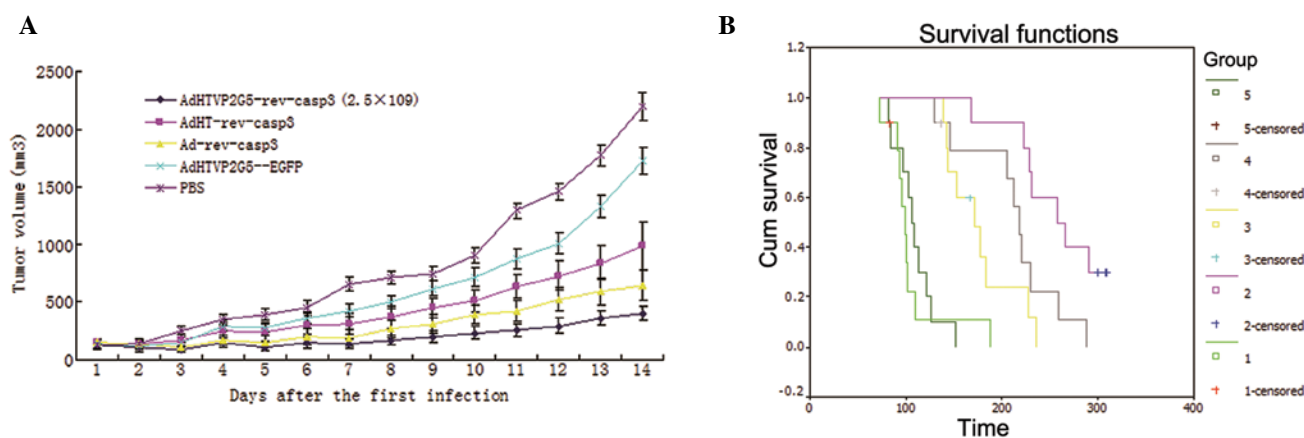 A
B
Survival functions
2500
2000
1500
1000
500
0
Tumor volume (mm3)
AdHTVP2G5-rev-casp3 (2.5×109)
AdHT-rev-casp3
Ad-rev-casp3
AdHTVP2G5--EGFP
PBS
1 2 3 4 5 6 7 8 9 10 11 12 13 14
Days after the first infection
1.2
1.0
0.8
0.6
0.4
0.2
0.0
-0.2
Cum survival
0 100 200 300 400
Time
Group
5
5-censored
4
4-censored
3
3-censored
2
2-censored
1
1-censored